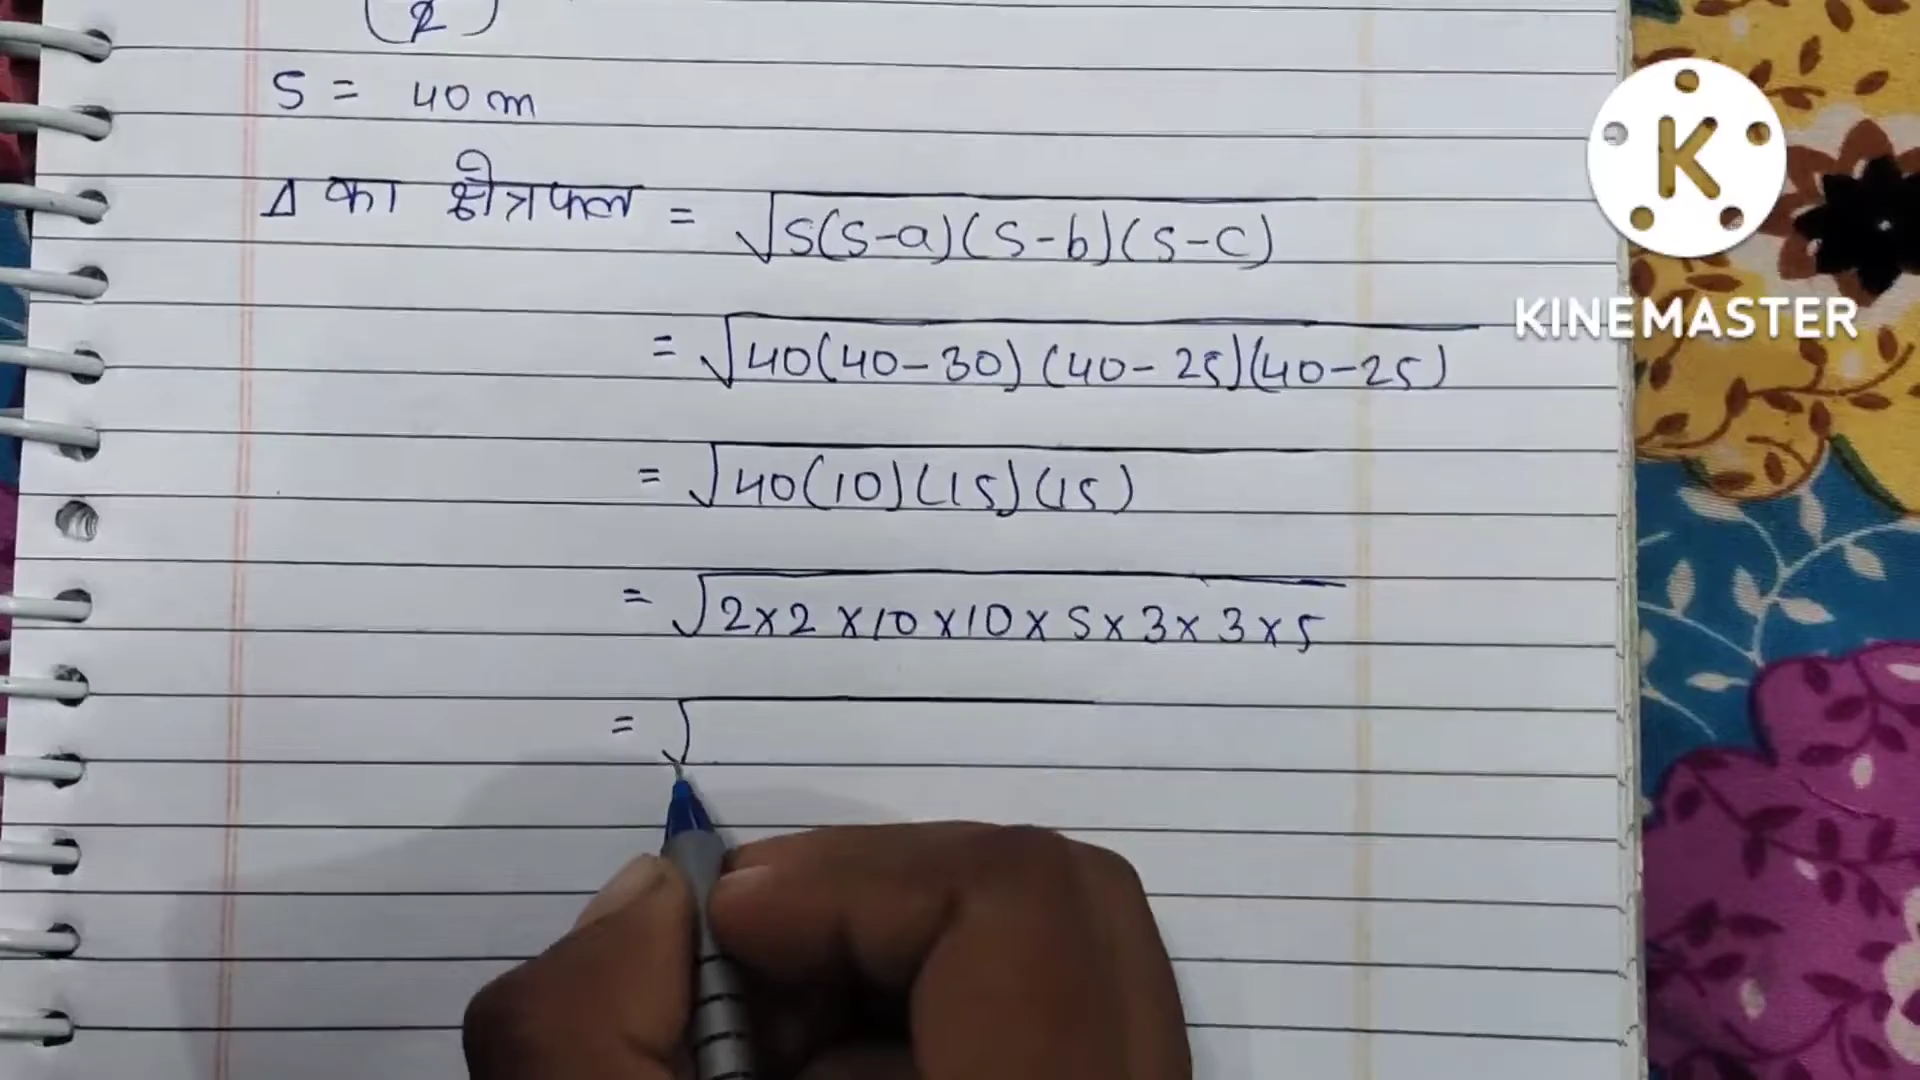 2
S = 40 m
Δ का क्षेत्रफल = √S(S-a)(S-b)(S-c)
= √40(40-30)(40-25)(40-25)
= √40(10)(15)(15)
= √2×2×10×10×5×3×3×5
= √
K
KINEMASTER